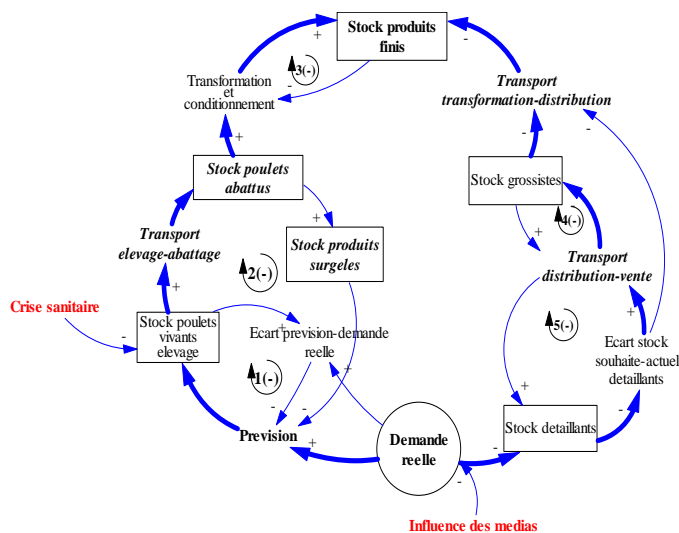 Stock produits
finis
+
-
3(-)
-
Transformation
et
conditionnement
Transport
transformation-distribution
+
-
-
Stock poulets
abattus
Stock grossistes
+
4(-)
+
Transport
elevage-abattage
Stock produits
surgeles
Transport
distribution-vente
+
2(-)
Crise sanitaire
-
Stock poulets
vivants
elevage
+
Ecart prevision-demande
reelle
5(-)
+
Ecart stock
souhaite-actuel
detaillants
1(-)
+
+
-
-
-
Prevision
+
Demande
reelle
Stock detaillants
-
-
-
Influence des medias